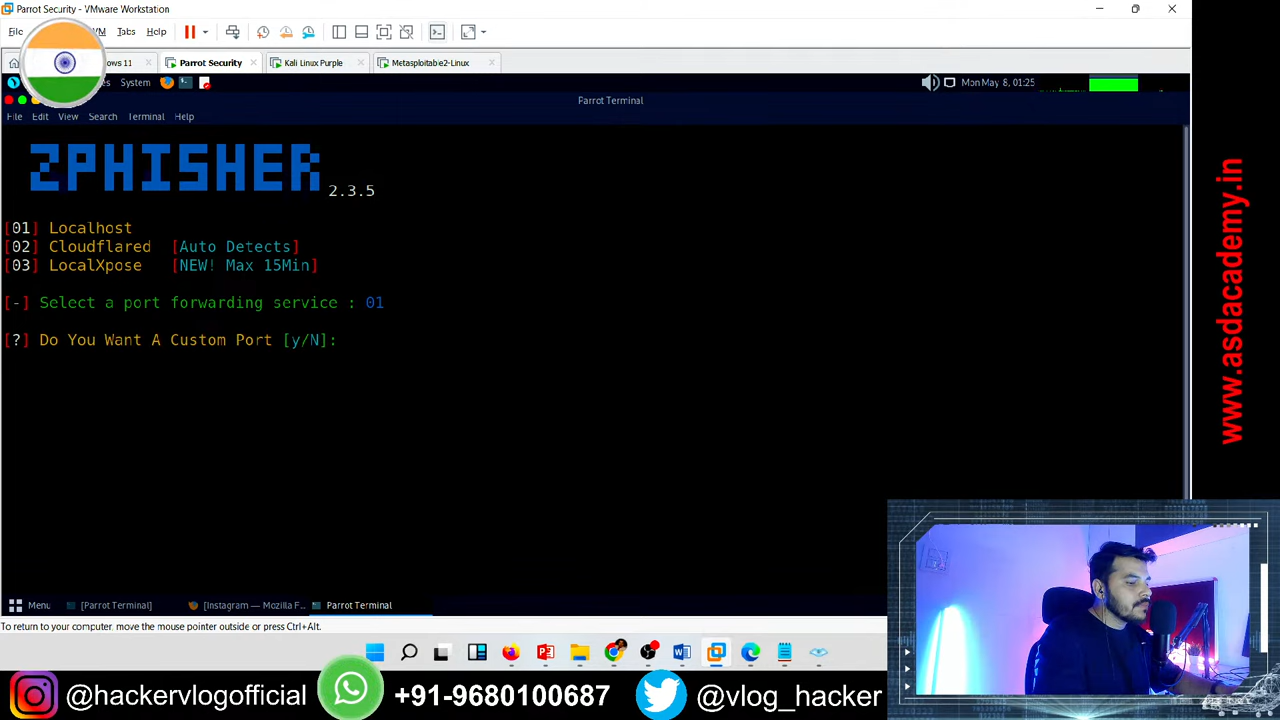 Parrot Security - VMware Workstation
File VM Tabs Help
ws 11 Parrot Security Kali Linux Purple Metasploitable2-Linux
es System Mon May 8, 01:25
Parrot Terminal
File Edit View Search Terminal Help
ZPHISHER 2.3.5
[01] Localhost
[02] Cloudflared [Auto Detects]
[03] LocalXpose [NEW! Max 15Min]
[-] Select a port forwarding service : 01
[?] Do You Want A Custom Port [y/N]:
Menu [Parrot Terminal] [Instagram — Mozilla F... Parrot Terminal
To return to your computer, move the mouse pointer outside or press Ctrl+Alt.
@hackervlogofficial +91-9680100687 @vlog_hacker
www.asdacademy.in